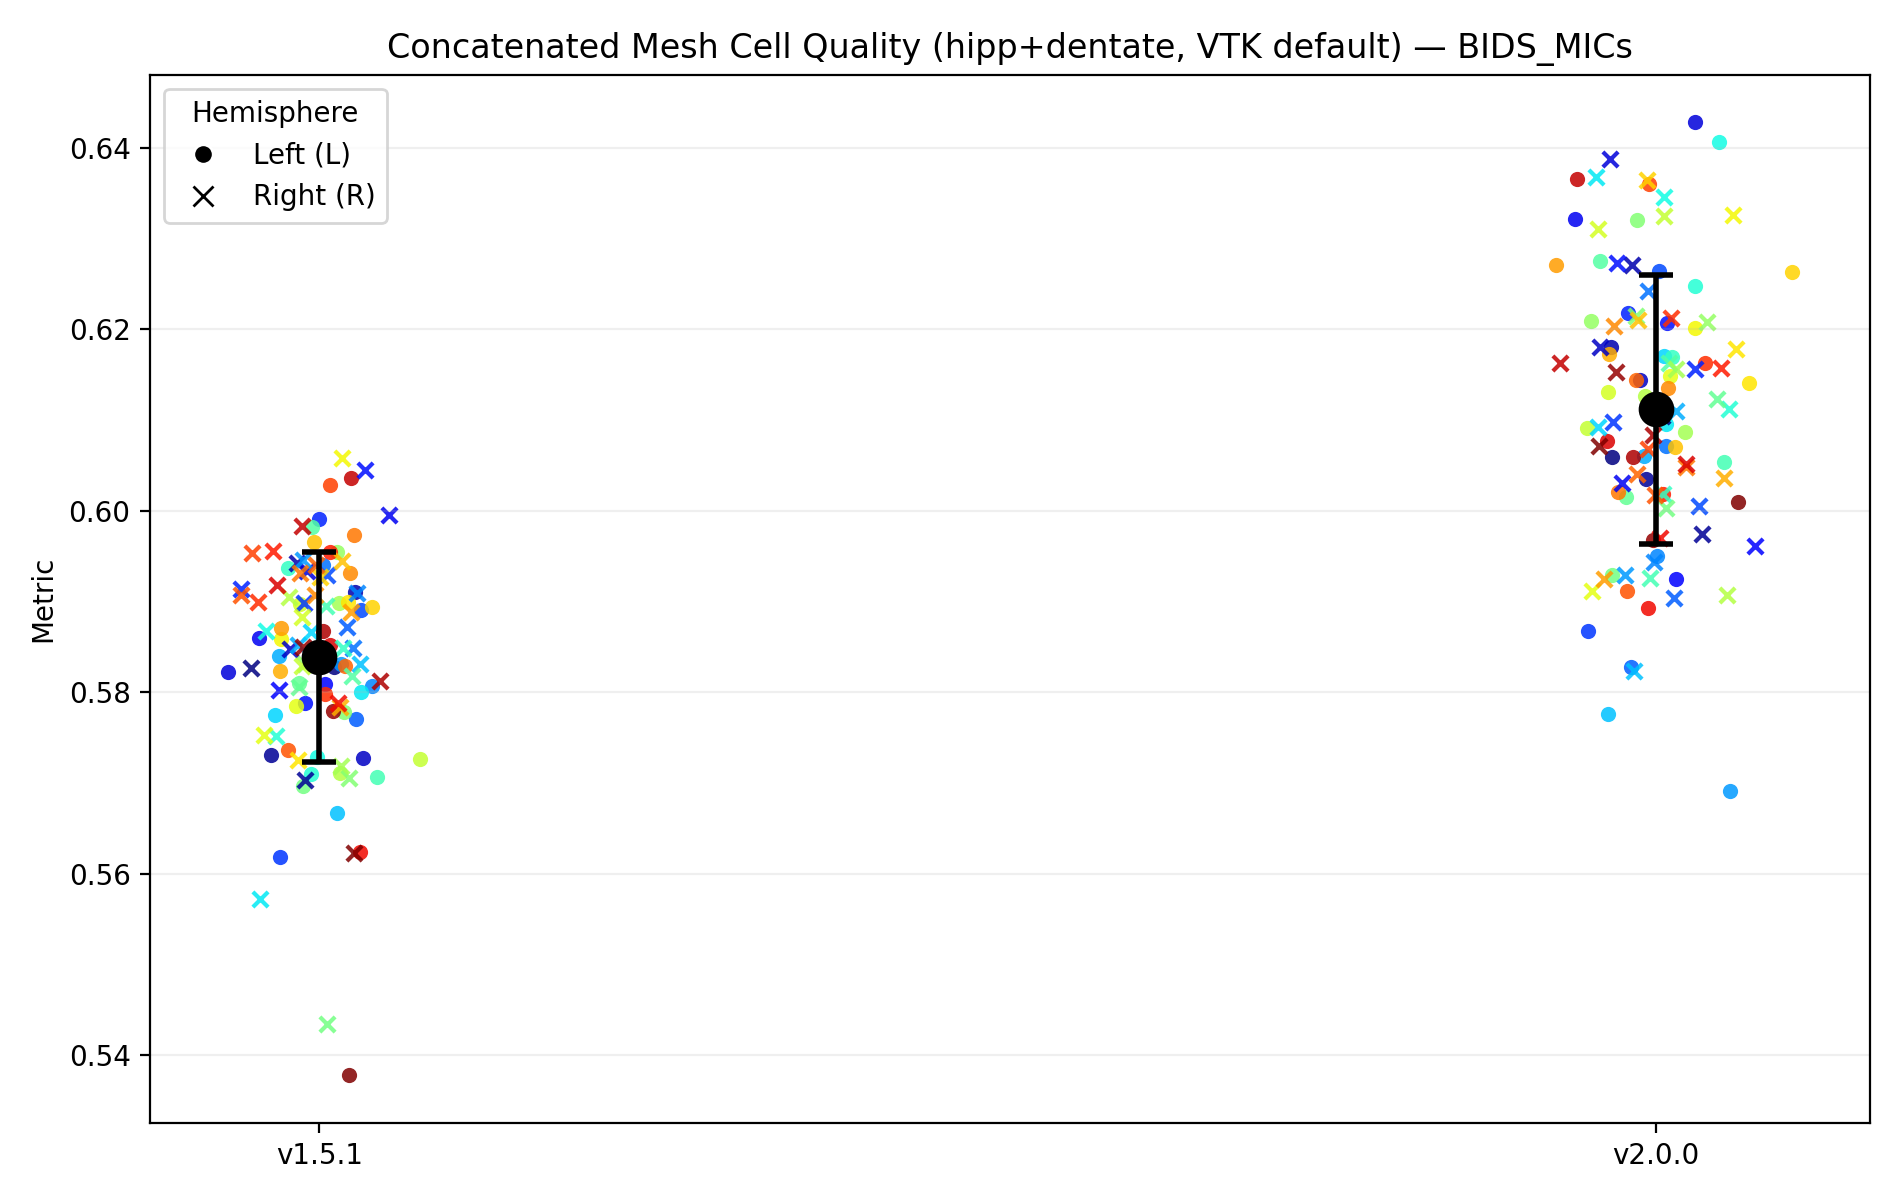 Concatenated Mesh Cell Quality (hipp+dentate, VTK default) — BIDS_MICs
Hemisphere
Left (L)
Right (R)
0.64
0.62
0.60
0.58
0.56
0.54
Metric
v1.5.1
v2.0.0